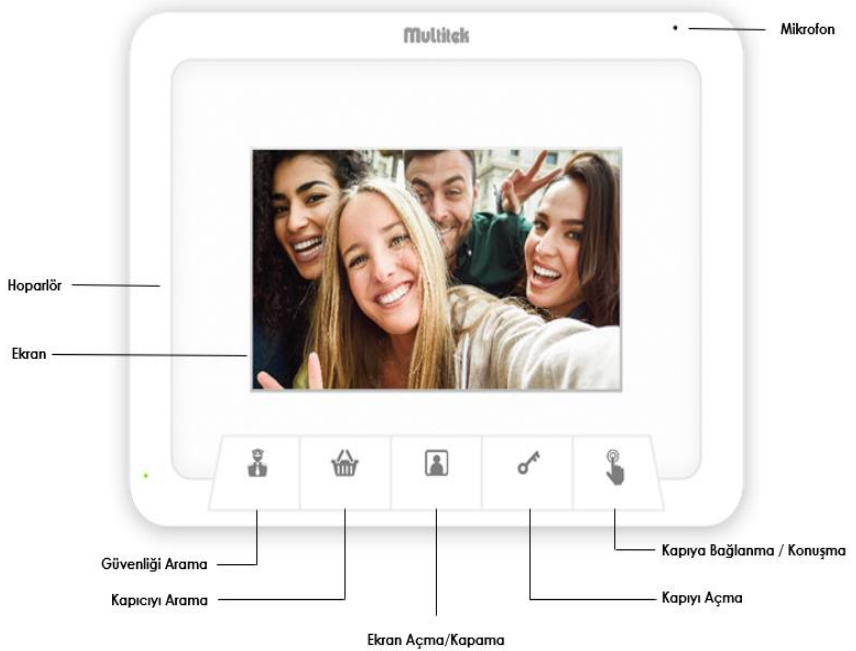 Multitek
Mikrofon
Hoparlör
Ekran
Güvenliği Arama
Kapıya Bağlanma / Konuşma
Kapıcıyı Arama
Kapıyı Açma
Ekran Açma/Kapama